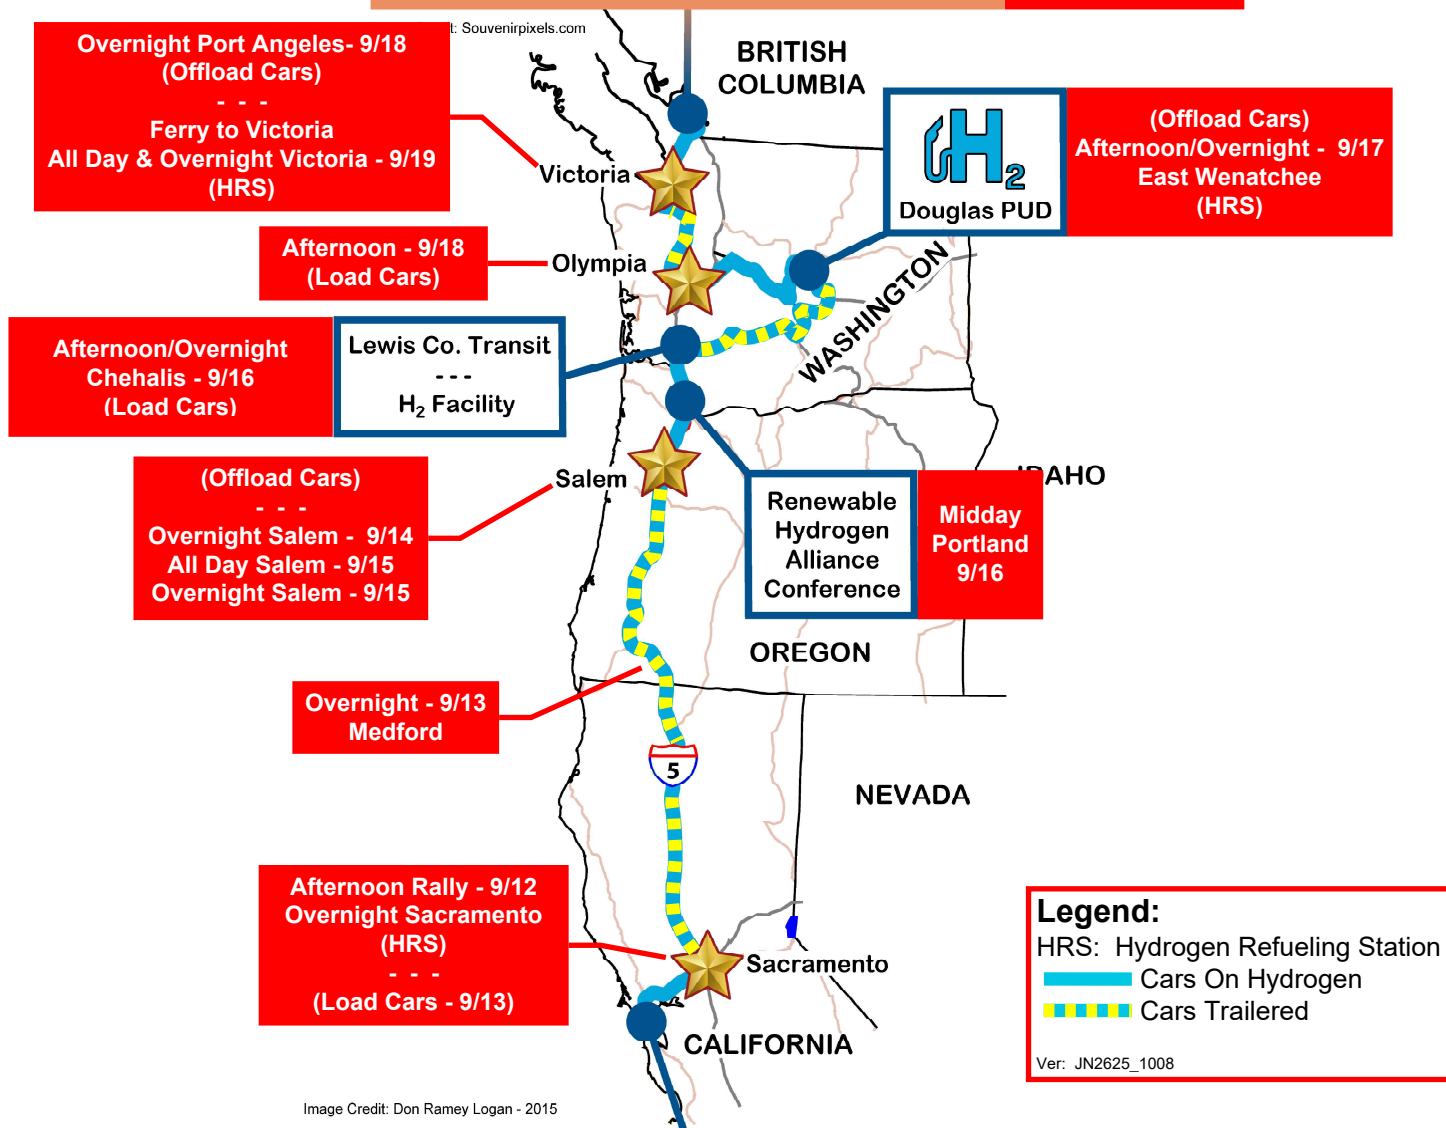 t: Souvenirpixels.com
Overnight Port Angeles- 9/18
(Offload Cars)
- - -
Ferry to Victoria
All Day & Overnight Victoria - 9/19
(HRS)
BRITISH
COLUMBIA
H2
Douglas PUD
(Offload Cars)
Afternoon/Overnight - 9/17
East Wenatchee
(HRS)
Victoria
Afternoon - 9/18
(Load Cars)
Olympia
WASHINGTON
Afternoon/Overnight
Chehalis - 9/16
(Load Cars)
Lewis Co. Transit
- - -
H₂ Facility
(Offload Cars)
- - -
Overnight Salem - 9/14
All Day Salem - 9/15
Overnight Salem - 9/15
Salem
Renewable
Hydrogen
Alliance
Conference
Midday
Portland
9/16
IDAHO
OREGON
Overnight - 9/13
Medford
5
NEVADA
Afternoon Rally - 9/12
Overnight Sacramento
(HRS)
- - -
(Load Cars - 9/13)
Sacramento
CALIFORNIA
Legend:
HRS: Hydrogen Refueling Station
Cars On Hydrogen
Cars Trailered
Ver: JN2625_1008
Image Credit: Don Ramey Logan - 2015